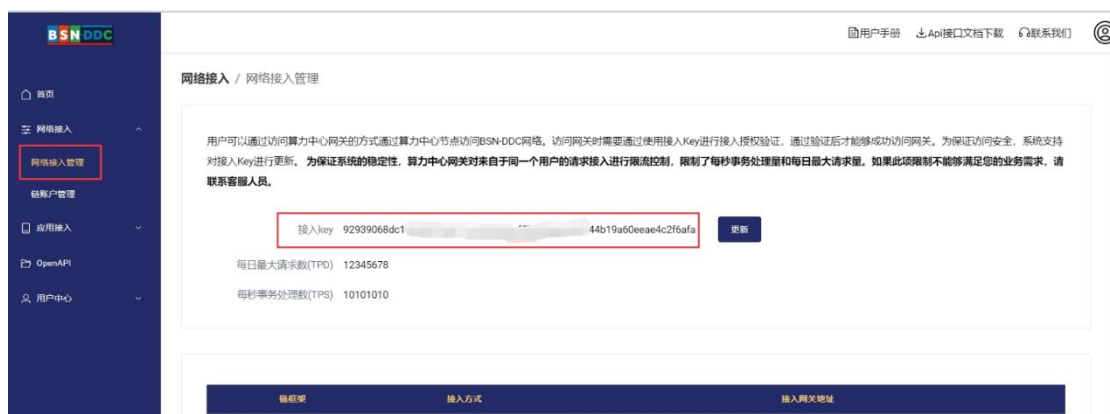 BSN DDC
用户手册 Api接口文档下载 联系我们
网络接入 / 网络接入管理
首页
网络接入
网络接入管理
链账户管理
应用接入
OpenAPI
用户中心
用户可以通过访问算力中心网关的方式通过算力中心节点访问BSN-DDC网络。访问网关时需要通过使用接入Key进行接入授权验证，通过验证后才能够成功访问网关。为保证访问安全，系统支持
对接入Key进行更新。为保证系统的稳定性，算力中心网关对来自于同一个用户的请求接入进行限流控制，限制了每秒事务处理量和每日最大请求量。如果此项限制不能够满足您的业务需求，请
联系客服人员。
接入key 92939068dc1 44b19a60eeae4c2f6afa 更新
每日最大请求数(TPD) 12345678
每秒事务处理数(TPS) 10101010
链框架 接入方式 接入网关地址